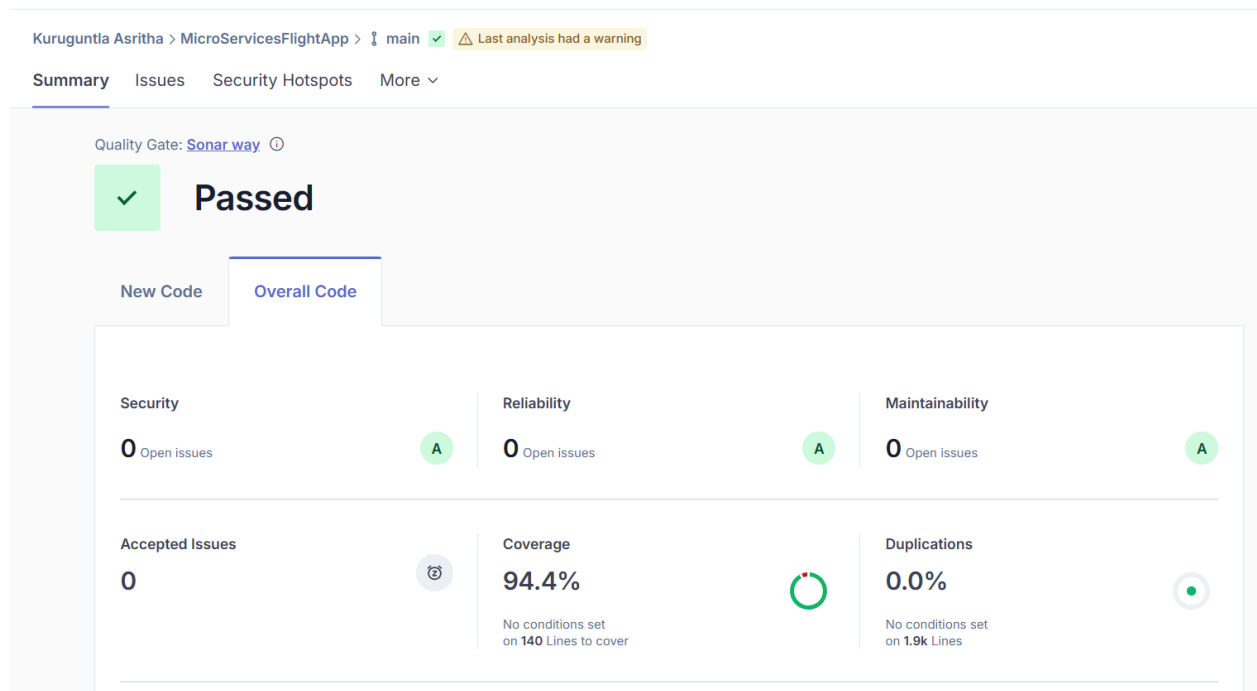 Kuruguntla Asritha > MicroServicesFlightApp > main Last analysis had a warning
Summary Issues Security Hotspots More
Quality Gate: Sonar way
Passed
New Code Overall Code
Security Reliability Maintainability
0 Open issues A 0 Open issues A 0 Open issues A
Accepted Issues Coverage Duplications
0 94.4% 0.0%
No conditions set No conditions set
on 140 Lines to cover on 1.9k Lines